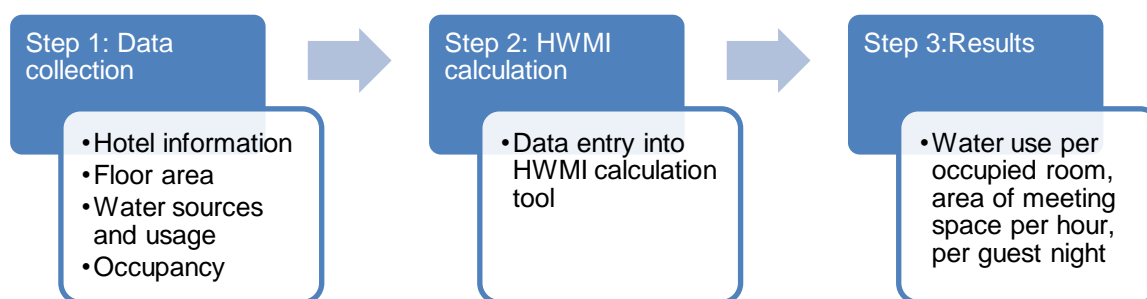 Step 1: Data
collection
•Hotel information
•Floor area
•Water sources
and usage
•Occupancy
Step 2: HWMI
calculation
•Data entry into
HWMI calculation
tool
Step 3:Results
•Water use per
occupied room,
area of meeting
space per hour,
per guest night